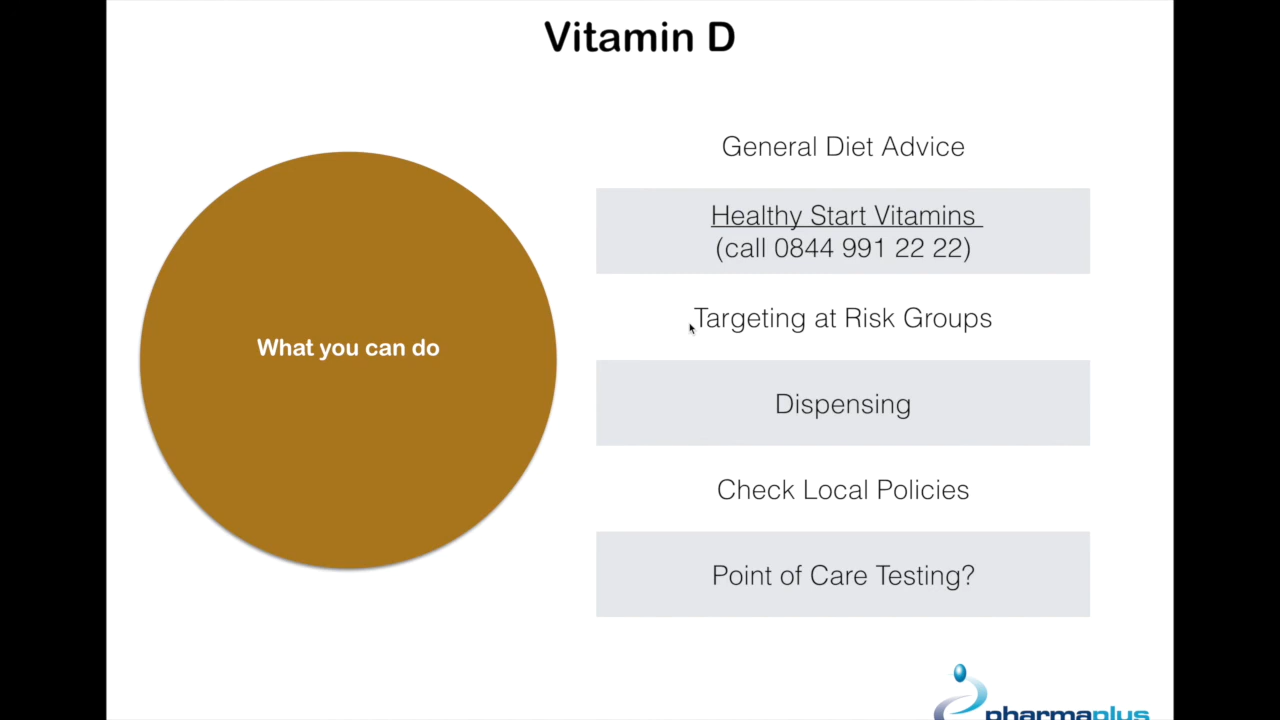 Vitamin D
What you can do
General Diet Advice
Healthy Start Vitamins
(call 0844 991 22 22)
Targeting at Risk Groups
Dispensing
Check Local Policies
Point of Care Testing?
pharmaplus